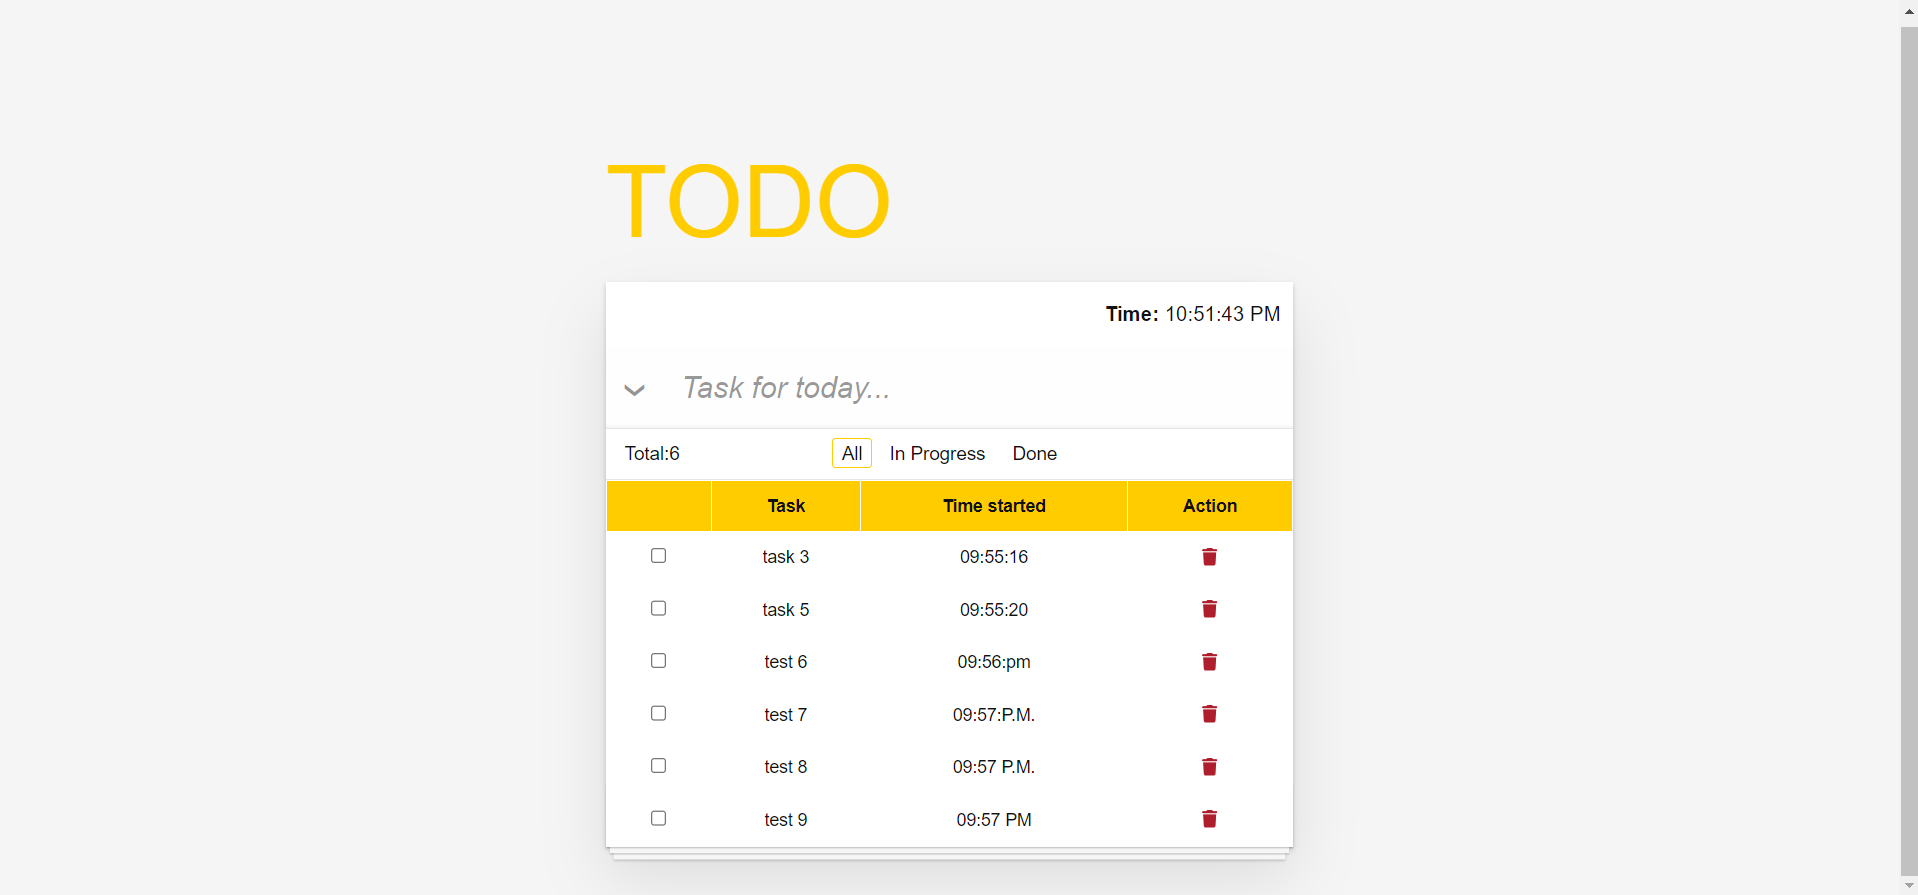 TODO
Time: 10:51:43 PM
Task for today...
Total:6 All In Progress Done
Task Time started Action
task 3 09:55:16
task 5 09:55:20
test 6 09:56:pm
test 7 09:57:P.M.
test 8 09:57 P.M.
test 9 09:57 PM